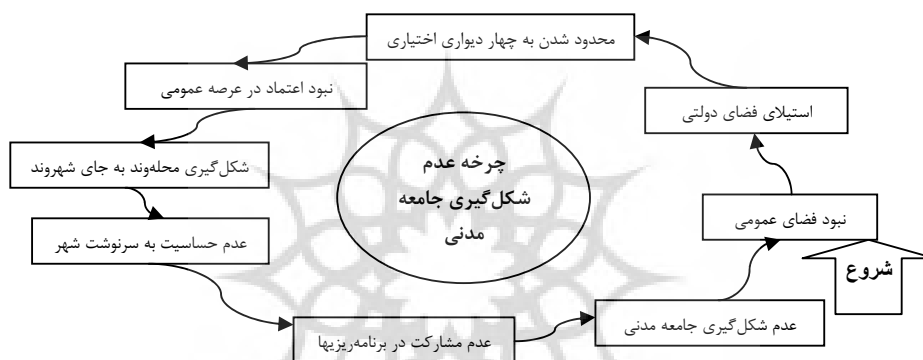 محدود شدن به چهار دیواری اختیاری
نبود اعتماد در عرصه عمومی
استیلای فضای دولتی
شکل‌گیری محله‌وند به جای شهروند
چرخه عدم
شکل‌گیری جامعه
مدنی
نبود فضای عمومی
عدم حساسیت به سرنوشت شهر
شروع
عدم شکل‌گیری جامعه مدنی
عدم مشارکت در برنامه‌ریزیها